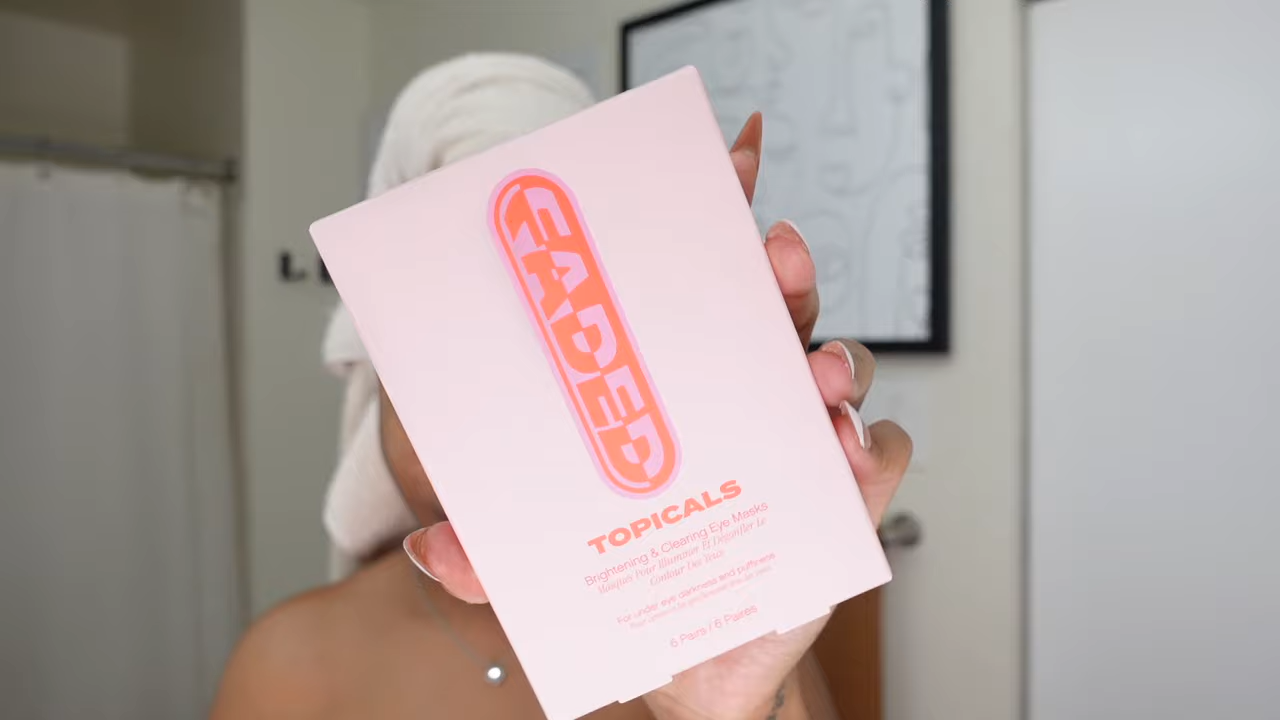 FADED
TOPICALS
Brightening & Clearing Eye Masks
Masques Pour Illuminer Et Dégonfler Le
Contour Des Yeux
For under eye darkness and puffiness
6 Pairs / 6 Paires